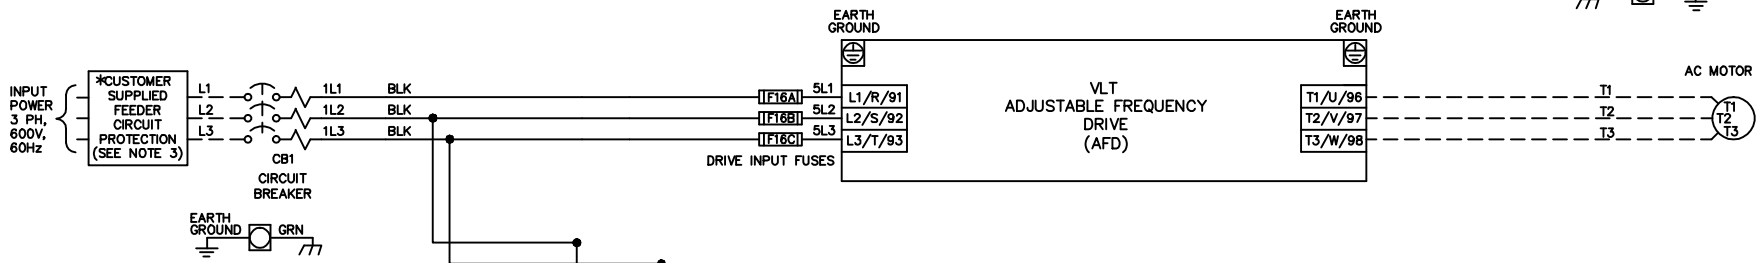 EARTH
GROUND
EARTH
GROUND
AC MOTOR
INPUT
POWER
3 PH,
600V,
60Hz
*CUSTOMER
SUPPLIED
FEEDER
CIRCUIT
PROTECTION
(SEE NOTE 3)
L1
L2
L3
CB1
CIRCUIT
BREAKER
1L1
1L2
1L3
BLK
BLK
BLK
F16A
F16B
F16C
DRIVE INPUT FUSES
5L1
5L2
5L3
L1/R/91
L2/S/92
L3/T/93
VLT
ADJUSTABLE FREQUENCY
DRIVE
(AFD)
T1/U/96
T2/V/97
T3/W/98
T1
T2
T3
T1
T2
T3
EARTH
GROUND
GRN